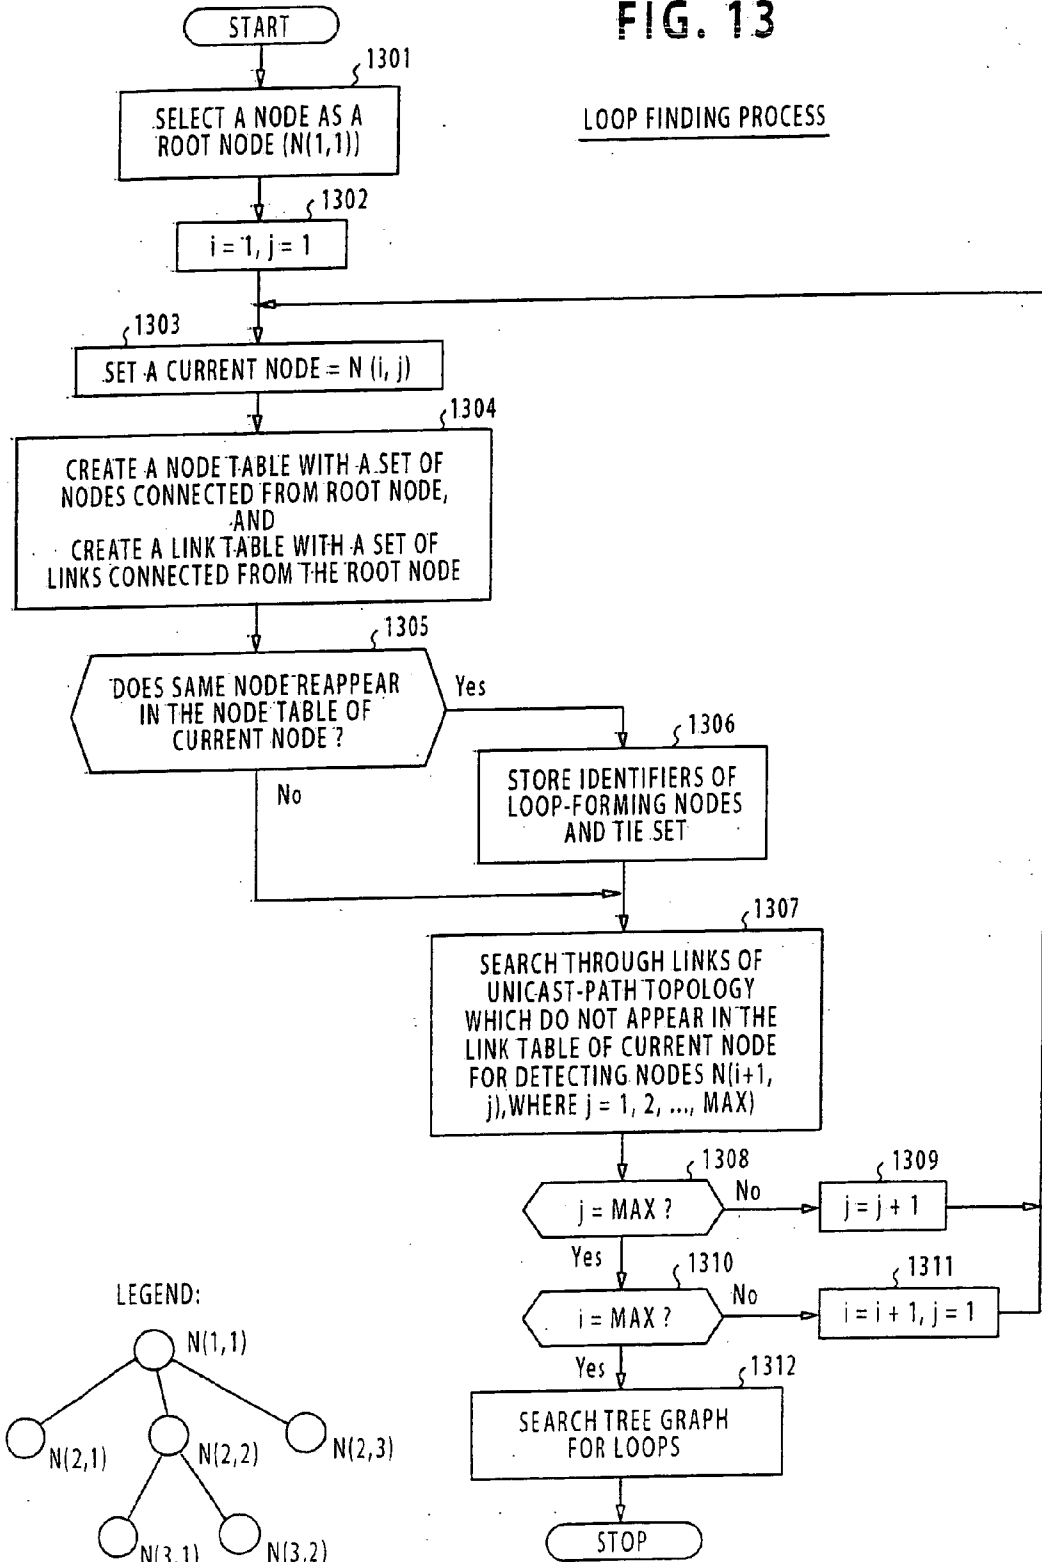 FIG. 13
START
1301
SELECT A NODE AS A
ROOT NODE (N(1,1))
LOOP FINDING PROCESS
1302
i = 1, j = 1
1303
SET A CURRENT NODE = N (i, j)
1304
CREATE A NODE TABLE WITH A SET OF
NODES CONNECTED FROM ROOT NODE,
AND
CREATE A LINK TABLE WITH A SET OF
LINKS CONNECTED FROM THE ROOT NODE
1305
DOES SAME NODE REAPPEAR
IN THE NODE TABLE OF
CURRENT NODE ?
Yes
No
1306
STORE IDENTIFIERS OF
LOOP-FORMING NODES
AND TIE SET
1307
SEARCH THROUGH LINKS OF
UNICAST-PATH TOPOLOGY
WHICH DO NOT APPEAR IN THE
LINK TABLE OF CURRENT NODE
FOR DETECTING NODES N(i+1,
j), WHERE j = 1, 2, ..., MAX)
1308
j = MAX ?
No
1309
j = j + 1
Yes
1310
i = MAX ?
No
1311
i = i + 1, j = 1
Yes
1312
SEARCH TREE GRAPH
FOR LOOPS
STOP
LEGEND:
N(1,1)
N(2,1)
N(2,2)
N(2,3)
N(3,1)
N(3,2)